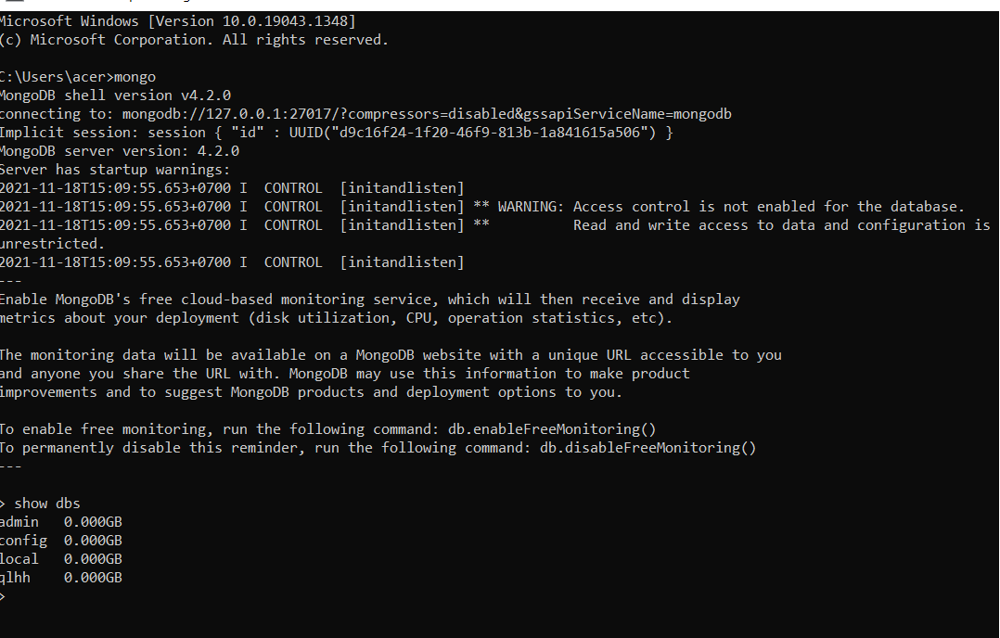 Microsoft Windows [Version 10.0.19043.1348]
(c) Microsoft Corporation. All rights reserved.
C:\Users\acer>mongo
MongoDB shell version v4.2.0
connecting to: mongodb://127.0.0.1:27017/?compressors=disabled&gssapiServiceName=mongodb
Implicit session: session { "id" : UUID("d9c16f24-1f20-46f9-813b-1a841615a506") }
MongoDB server version: 4.2.0
Server has startup warnings:
2021-11-18T15:09:55.653+0700 I  CONTROL  [initandlisten]
2021-11-18T15:09:55.653+0700 I  CONTROL  [initandlisten] ** WARNING: Access control is not enabled for the database.
2021-11-18T15:09:55.653+0700 I  CONTROL  [initandlisten] **          Read and write access to data and configuration is
unrestricted.
2021-11-18T15:09:55.653+0700 I  CONTROL  [initandlisten]
---
Enable MongoDB's free cloud-based monitoring service, which will then receive and display
metrics about your deployment (disk utilization, CPU, operation statistics, etc).
The monitoring data will be available on a MongoDB website with a unique URL accessible to you
and anyone you share the URL with. MongoDB may use this information to make product
improvements and to suggest MongoDB products and deployment options to you.
To enable free monitoring, run the following command: db.enableFreeMonitoring()
To permanently disable this reminder, run the following command: db.disableFreeMonitoring()
---
> show dbs
admin   0.000GB
config  0.000GB
local   0.000GB
qlhh    0.000GB
>